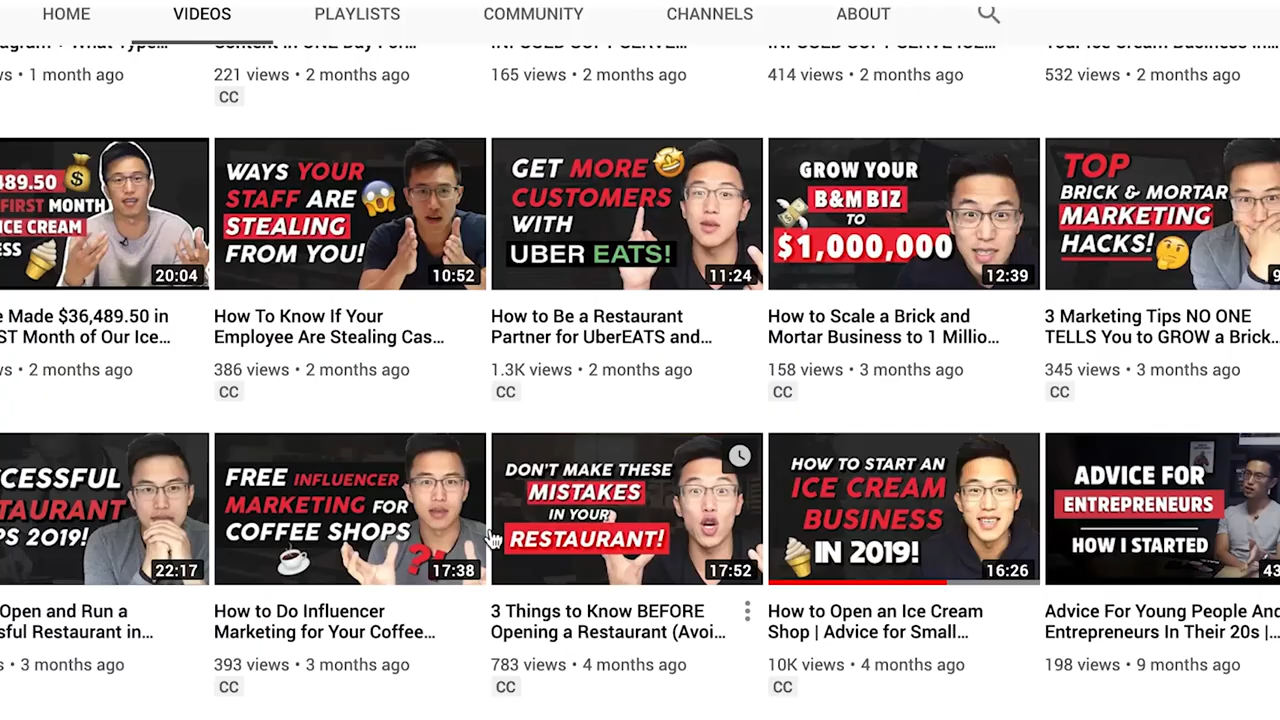 HOME VIDEOS PLAYLISTS COMMUNITY CHANNELS ABOUT
1 month ago
221 views • 2 months ago
CC
165 views • 2 months ago
414 views • 2 months ago
532 views • 2 months ago
489.50
FIRST MONTH
ICE CREAM
ESS
20:04
WAYS YOUR
STAFF ARE
STEALING
FROM YOU!
10:52
GET MORE
CUSTOMERS
WITH
UBER EATS!
11:24
GROW YOUR
B&M BIZ
TO
$1,000,000
12:39
TOP
BRICK & MORTAR
MARKETING
HACKS!
9
e Made $36,489.50 in
ST Month of Our Ice...
ws • 2 months ago
How To Know If Your
Employee Are Stealing Cas...
386 views • 2 months ago
CC
How to Be a Restaurant
Partner for UberEATS and...
1.3K views • 2 months ago
CC
How to Scale a Brick and
Mortar Business to 1 Millio...
158 views • 3 months ago
CC
3 Marketing Tips NO ONE
TELLS You to GROW a Brick...
345 views • 3 months ago
CC
CCESSFUL
TAURANT
PS 2019!
22:17
FREE INFLUENCER
MARKETING FOR
COFFEE SHOPS
?!
17:38
DON'T MAKE THESE
MISTAKES
IN YOUR
RESTAURANT!
17:52
HOW TO START AN
ICE CREAM
BUSINESS
IN 2019!
16:26
ADVICE FOR
ENTREPRENEURS
HOW I STARTED
43
Open and Run a
sful Restaurant in...
s • 3 months ago
How to Do Influencer
Marketing for Your Coffee...
393 views • 3 months ago
CC
3 Things to Know BEFORE
Opening a Restaurant (Avoi...
783 views • 4 months ago
CC
How to Open an Ice Cream
Shop | Advice for Small...
10K views • 4 months ago
CC
Advice For Young People And
Entrepreneurs In Their 20s |...
198 views • 9 months ago